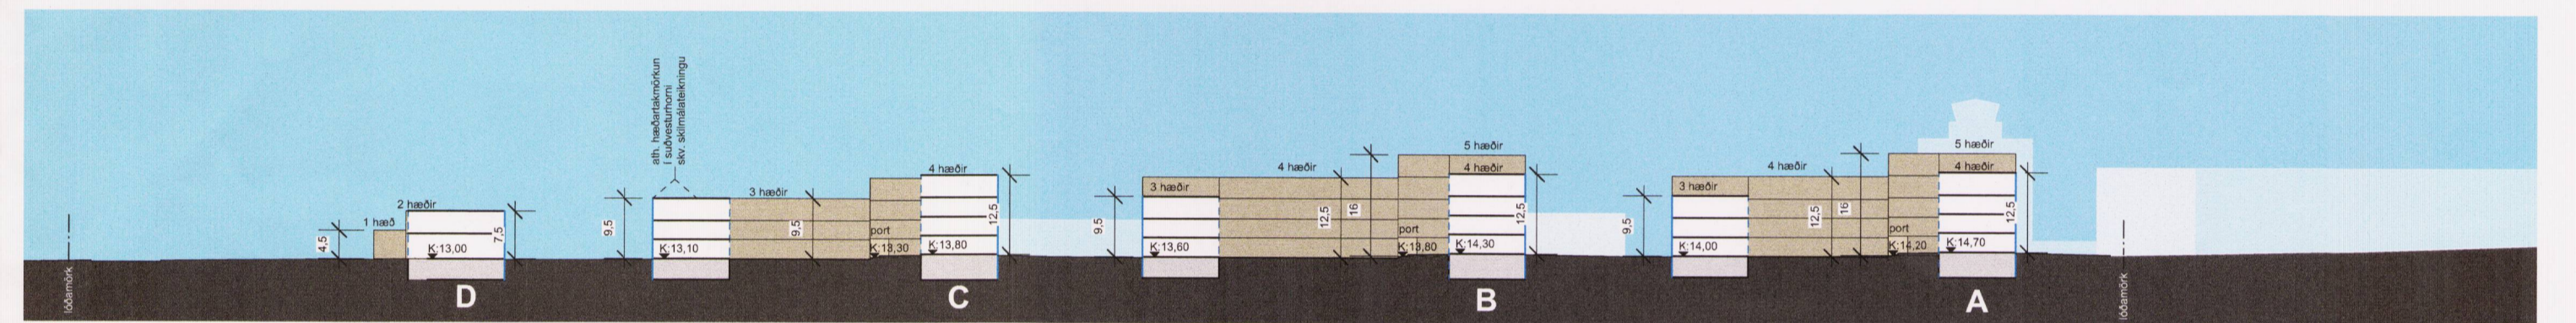 lóðamörk
4,5
1 hæð
2 hæðir
K:13,00
7,5
D
9,5
ath. hæðartakmörkun
í suðvesturhorni
skv. skilmálateikningu
K:13,10
3 hæðir
9,5
port
K:13,30
4 hæðir
K:13,80
12,5
C
9,5
3 hæðir
K:13,60
4 hæðir
12,5
16
port
K:13,80
5 hæðir
4 hæðir
K:14,30
12,5
B
9,5
3 hæðir
K:14,00
4 hæðir
12,5
16
port
K:14,20
5 hæðir
4 hæðir
K:14,70
12,5
A
lóðamörk